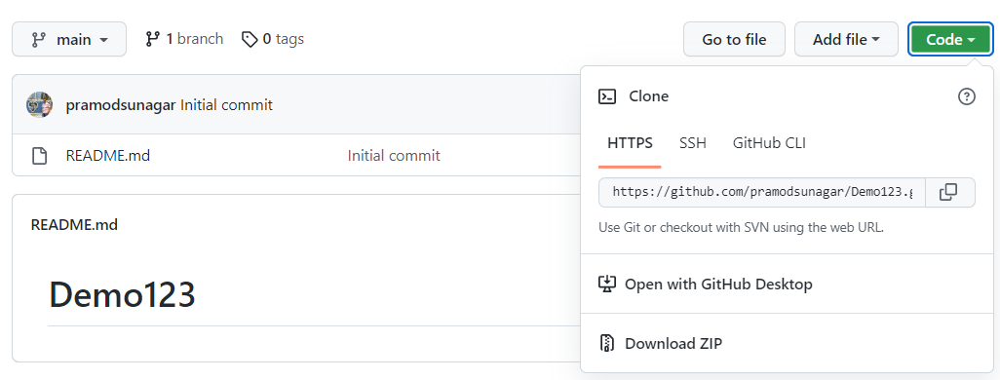 main 1 branch 0 tags Go to file Add file Code
pramodsunagar Initial commit
README.md Initial commit
README.md
Demo123
Clone
HTTPS SSH GitHub CLI
https://github.com/pramodsunagar/Demo123.g
Use Git or checkout with SVN using the web URL.
Open with GitHub Desktop
Download ZIP